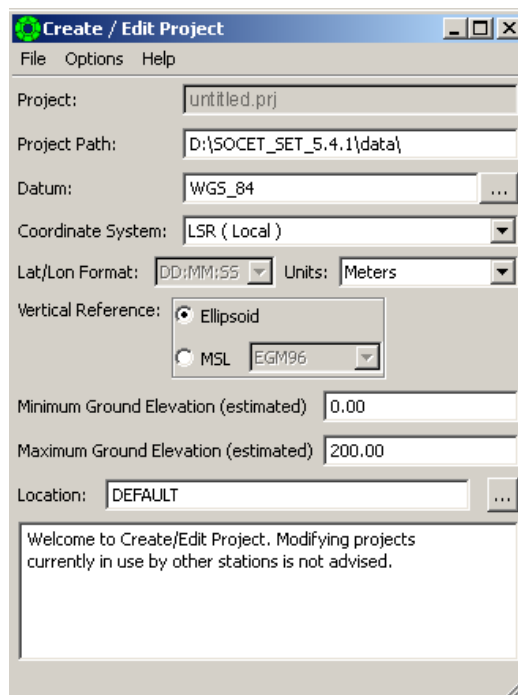 Create / Edit Project
File Options Help
Project: untitled.prj
Project Path: D:\SOCET_SET_5.4.1\data\
Datum: WGS_84 ...
Coordinate System: LSR ( Local )
Lat/Lon Format: DD:MM:SS Units: Meters
Vertical Reference: Ellipsoid
MSL EGM96
Minimum Ground Elevation (estimated) 0.00
Maximum Ground Elevation (estimated) 200.00
Location: DEFAULT ...
Welcome to Create/Edit Project. Modifying projects
currently in use by other stations is not advised.